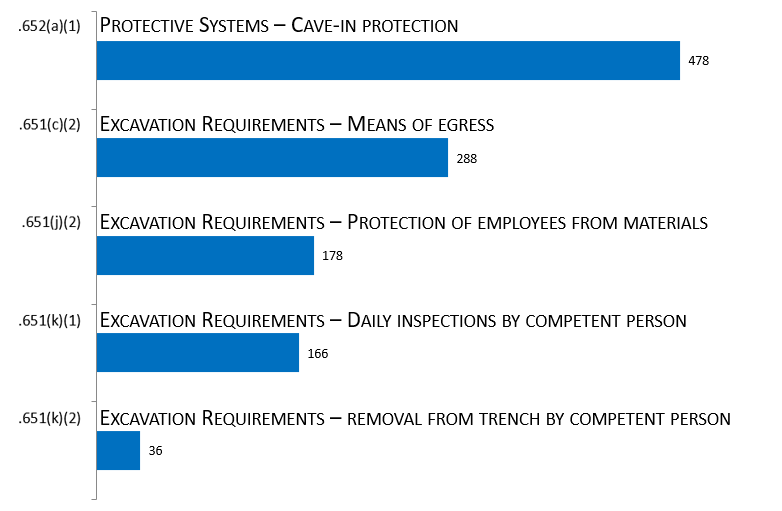 .652(a)(1) Protective Systems – Cave-in protection
478
.651(c)(2) Excavation Requirements – Means of egress
288
.651(j)(2) Excavation Requirements – Protection of employees from materials
178
.651(k)(1) Excavation Requirements – Daily inspections by competent person
166
.651(k)(2) Excavation Requirements – removal from trench by competent person
36